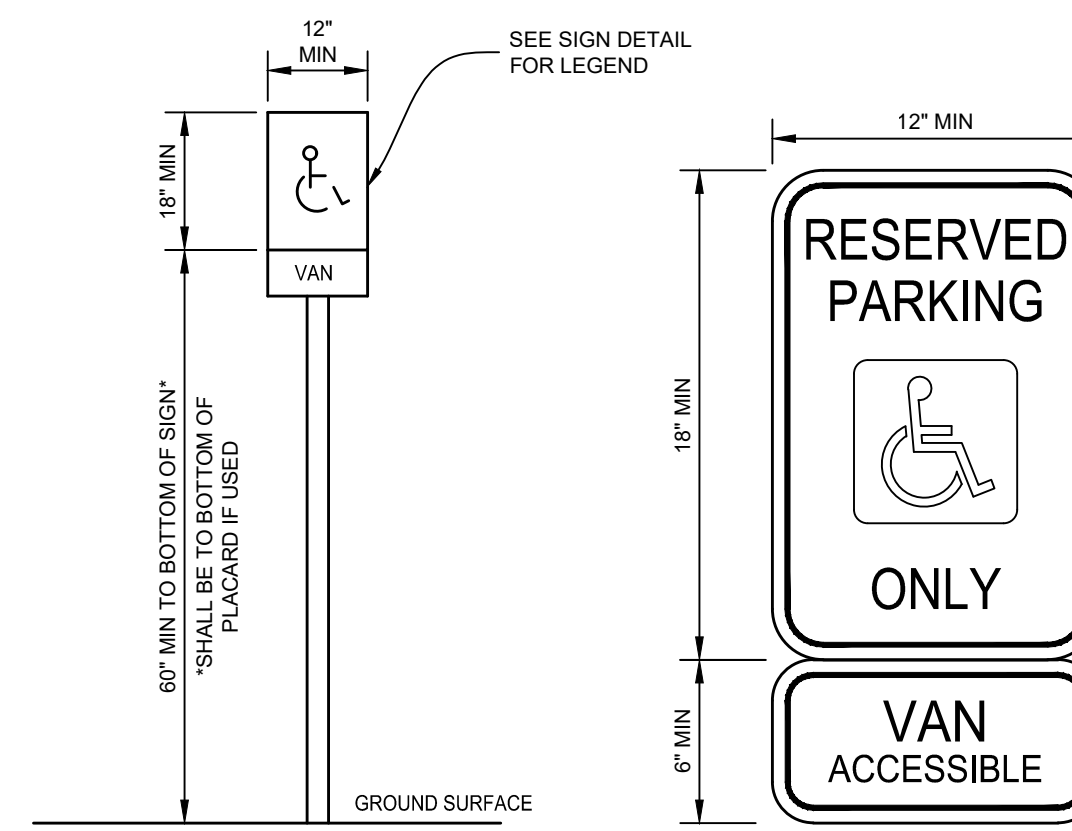 12"
MIN
SEE SIGN DETAIL
FOR LEGEND
18" MIN
VAN
60" MIN TO BOTTOM OF SIGN*
*SHALL BE TO BOTTOM OF
PLACARD IF USED
GROUND SURFACE
12" MIN
18" MIN
RESERVED
PARKING
ONLY
6" MIN
VAN
ACCESSIBLE